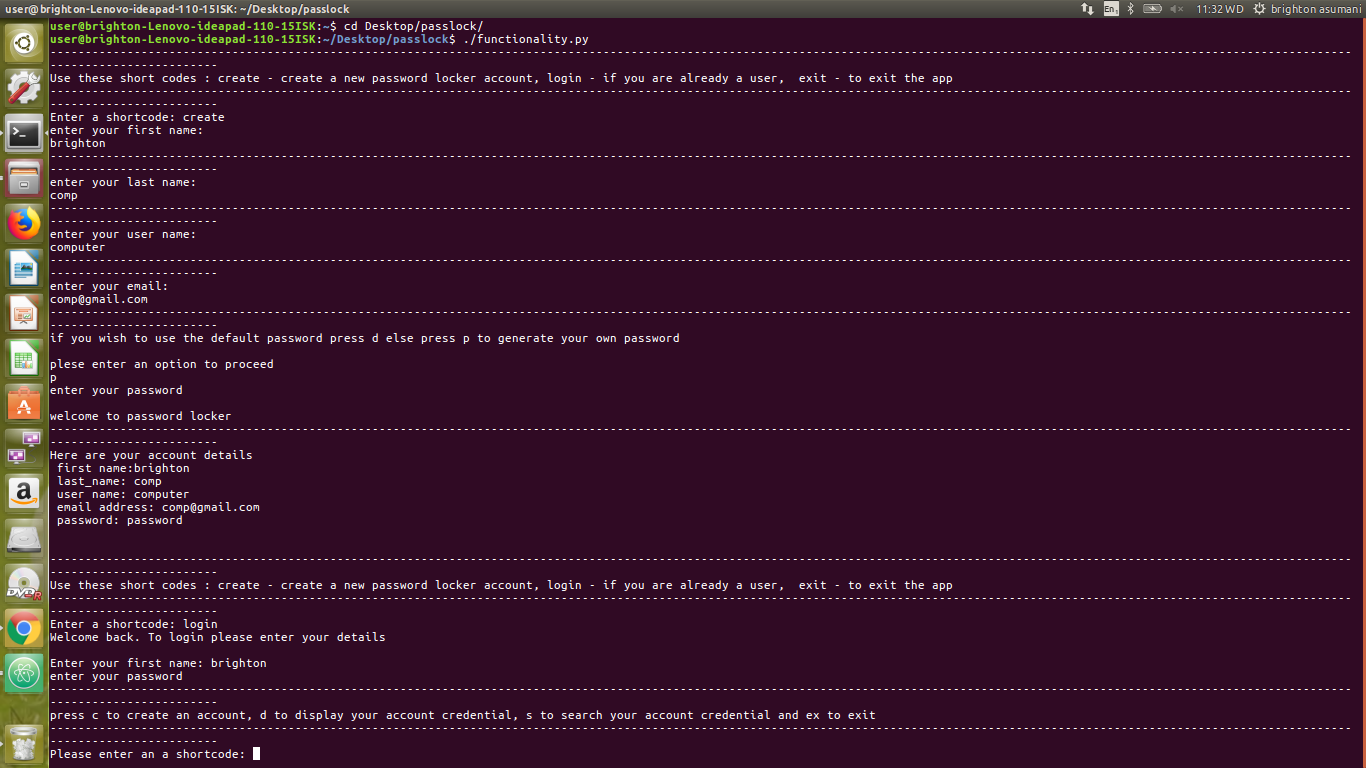 user@brighton-Lenovo-ideapad-110-15ISK: ~/Desktop/passlock
En1
11:32 WD
brighton asumani
user@brighton-Lenovo-ideapad-110-15ISK:~$ cd Desktop/passlock/
user@brighton-Lenovo-ideapad-110-15ISK:~/Desktop/passlock$ ./functionality.py
------------------------
Use these short codes : create - create a new password locker account, login - if you are already a user,  exit - to exit the app
------------------------
Enter a shortcode: create
enter your first name:
brighton
------------------------
enter your last name:
comp
------------------------
enter your user name:
computer
------------------------
enter your email:
comp@gmail.com
------------------------
if you wish to use the default password press d else press p to generate your own password
plese enter an option to proceed
p
enter your password
welcome to password locker
------------------------
Here are your account details
first name:brighton
last_name: comp
user name: computer
email address: comp@gmail.com
password: password
------------------------
Use these short codes : create - create a new password locker account, login - if you are already a user,  exit - to exit the app
------------------------
Enter a shortcode: login
Welcome back. To login please enter your details
Enter your first name: brighton
enter your password
------------------------
press c to create an account, d to display your account credential, s to search your account credential and ex to exit
------------------------
Please enter an a shortcode: